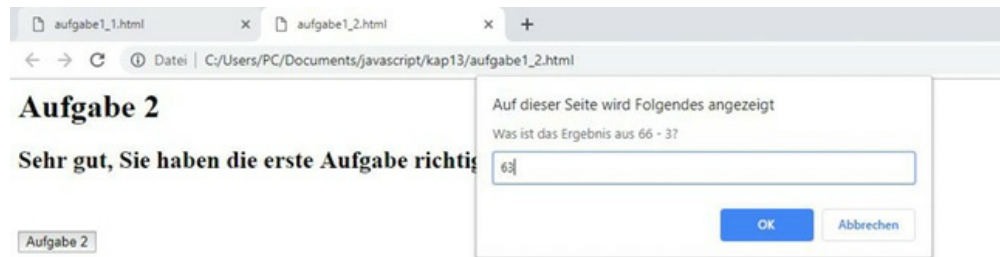 aufgabe1_1.html × aufgabe1_2.html × +
Datei | C:/Users/PC/Documents/javascript/kap13/aufgabe1_2.html
Aufgabe 2
Auf dieser Seite wird Folgendes angezeigt
Was ist das Ergebnis aus 66 - 3?
Sehr gut, Sie haben die erste Aufgabe richtig
63
OK Abbrechen
Aufgabe 2